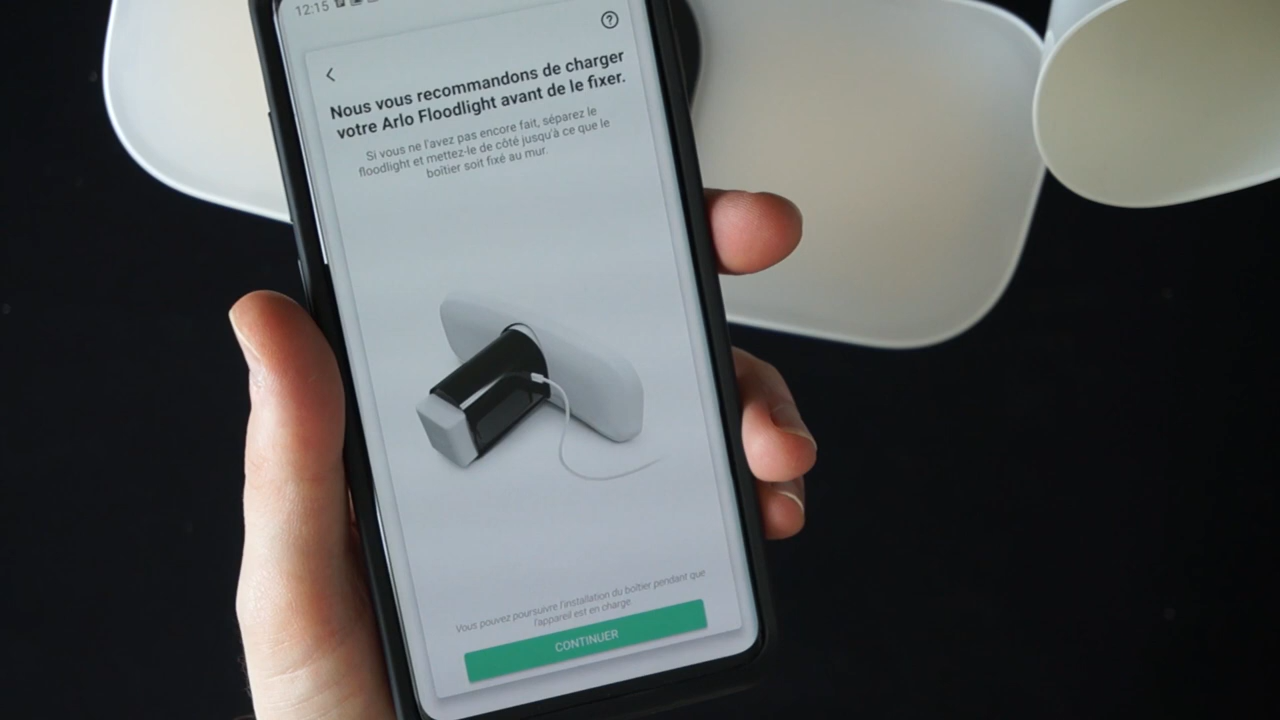 12:15
Nous vous recommandons de charger
votre Arlo Floodlight avant de le fixer.
Si vous ne l'avez pas encore fait, séparez le
floodlight et mettez-le de côté jusqu'à ce que le
boîtier soit fixé au mur.
Vous pouvez poursuivre l'installation du boîtier pendant que
l'appareil est en charge.
CONTINUER